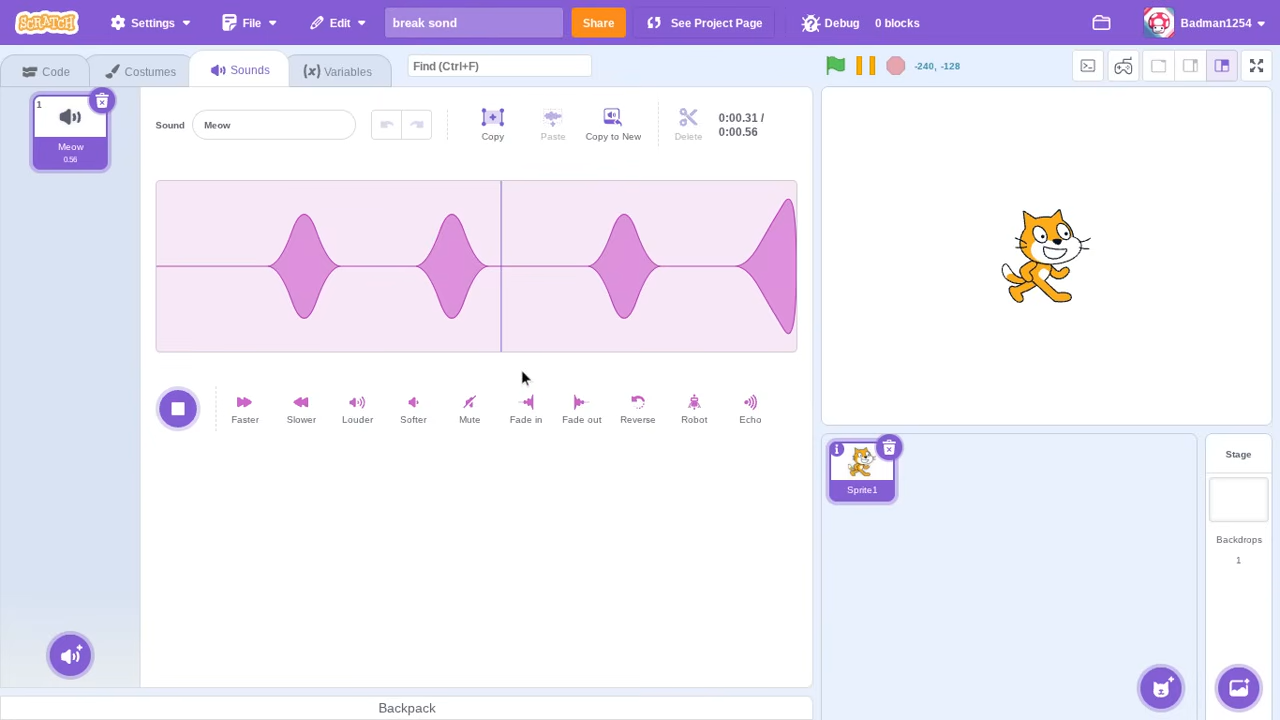 SCRATCH
Settings
File
Edit
break sond
Share
See Project Page
Debug
0 blocks
Badman1254
Code
Costumes
Sounds
(x) Variables
Find (Ctrl+F)
-240, -128
1
Meow
0.56
Sound
Meow
Copy
Paste
Copy to New
Delete
0:00.31 /
0:00.56
Faster
Slower
Louder
Softer
Mute
Fade in
Fade out
Reverse
Robot
Echo
Sprite1
Stage
Backdrops
1
Backpack